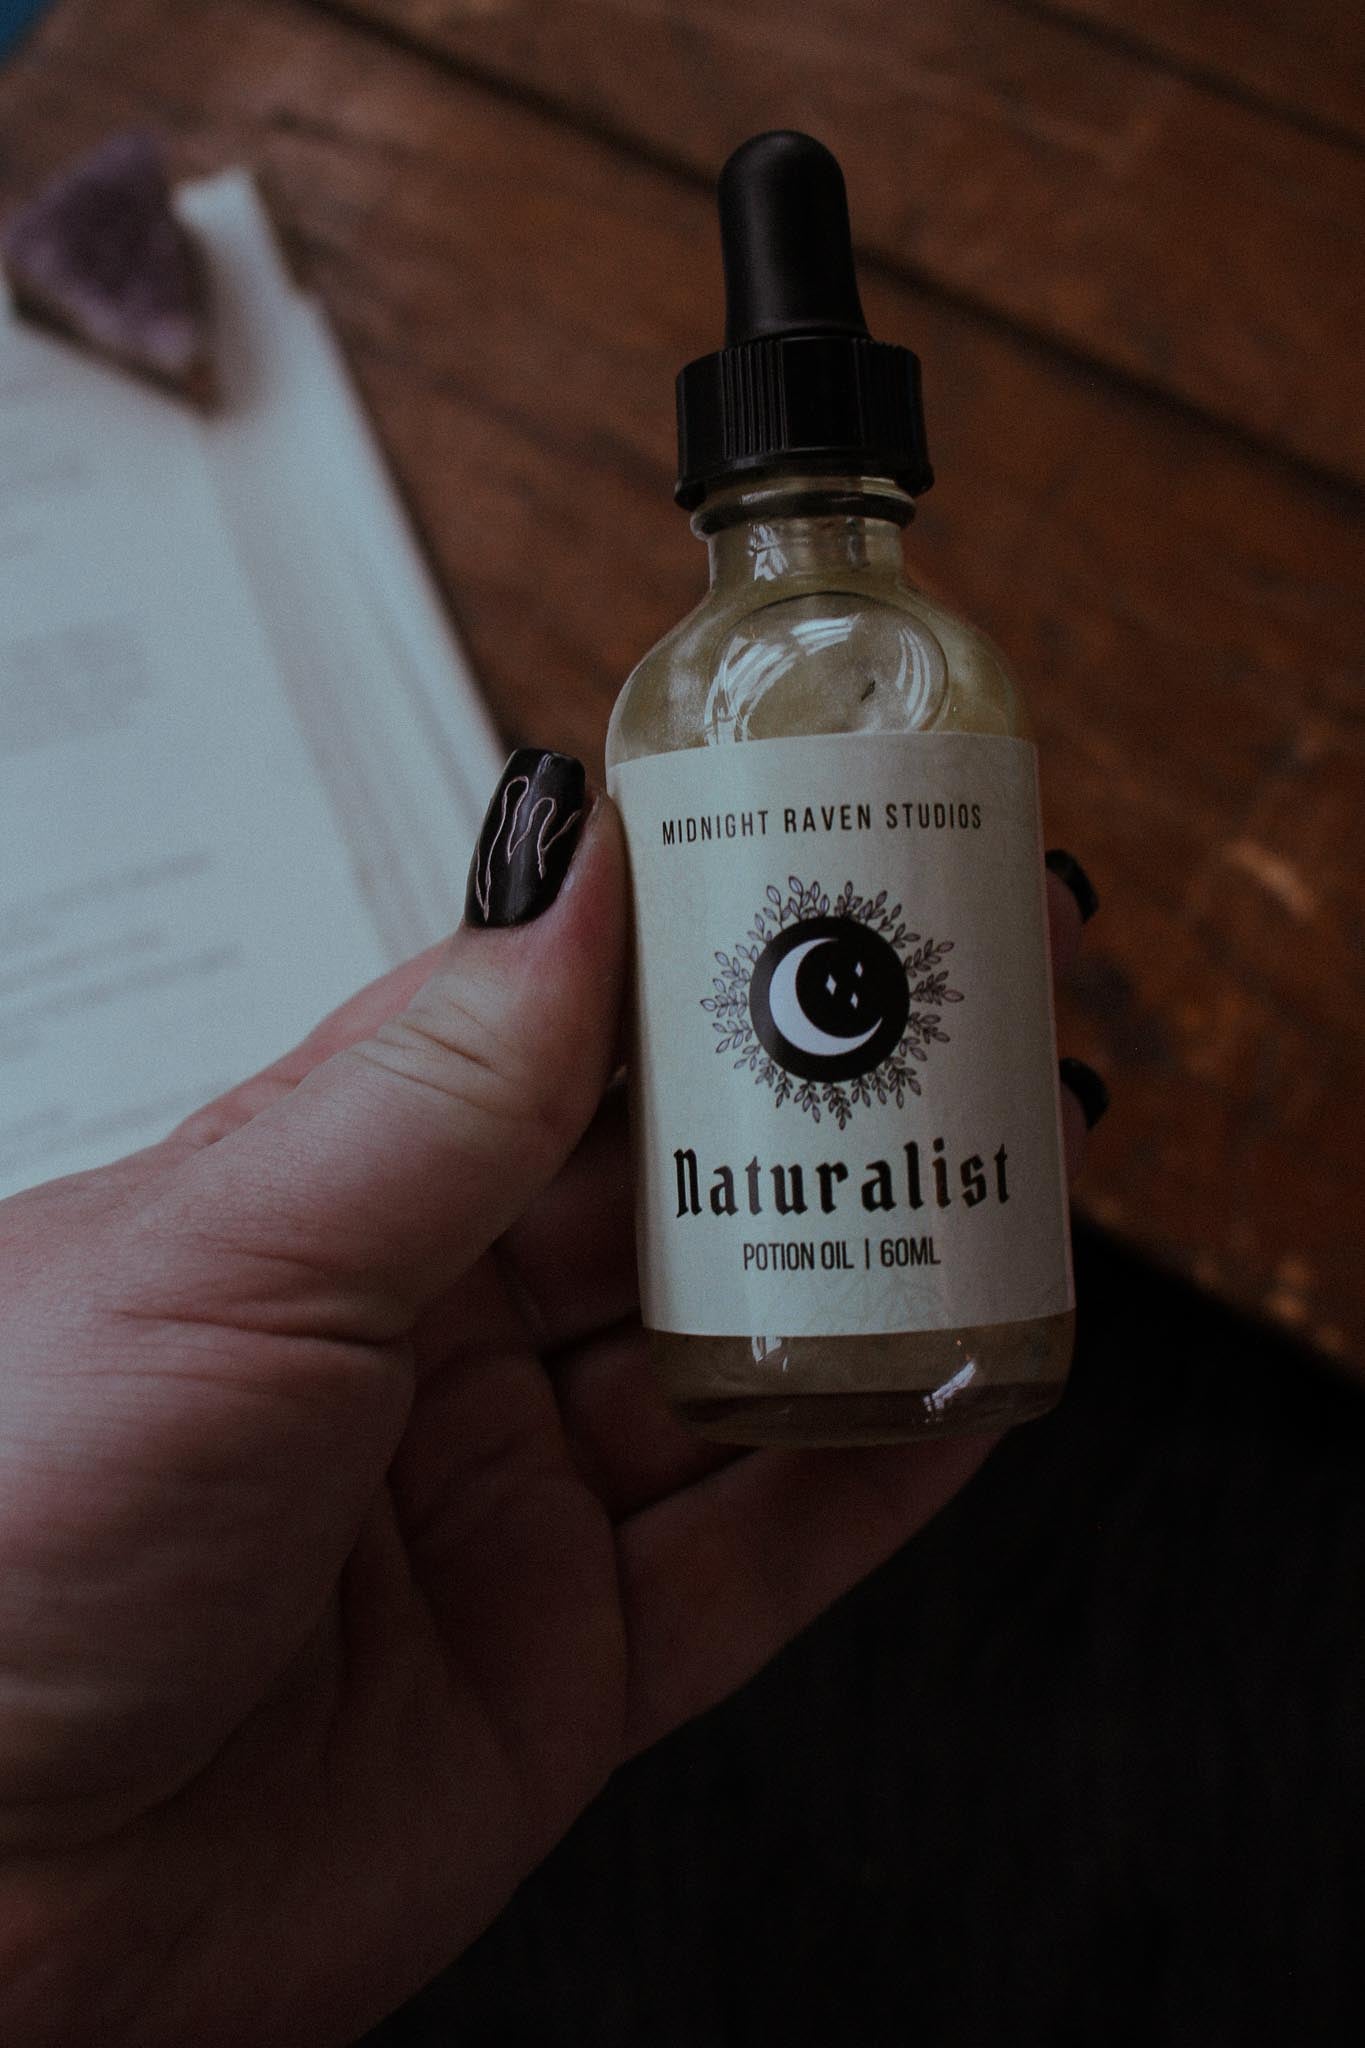 MIDNIGHT RAVEN STUDIOS
Naturalist
POTION OIL | 60ML